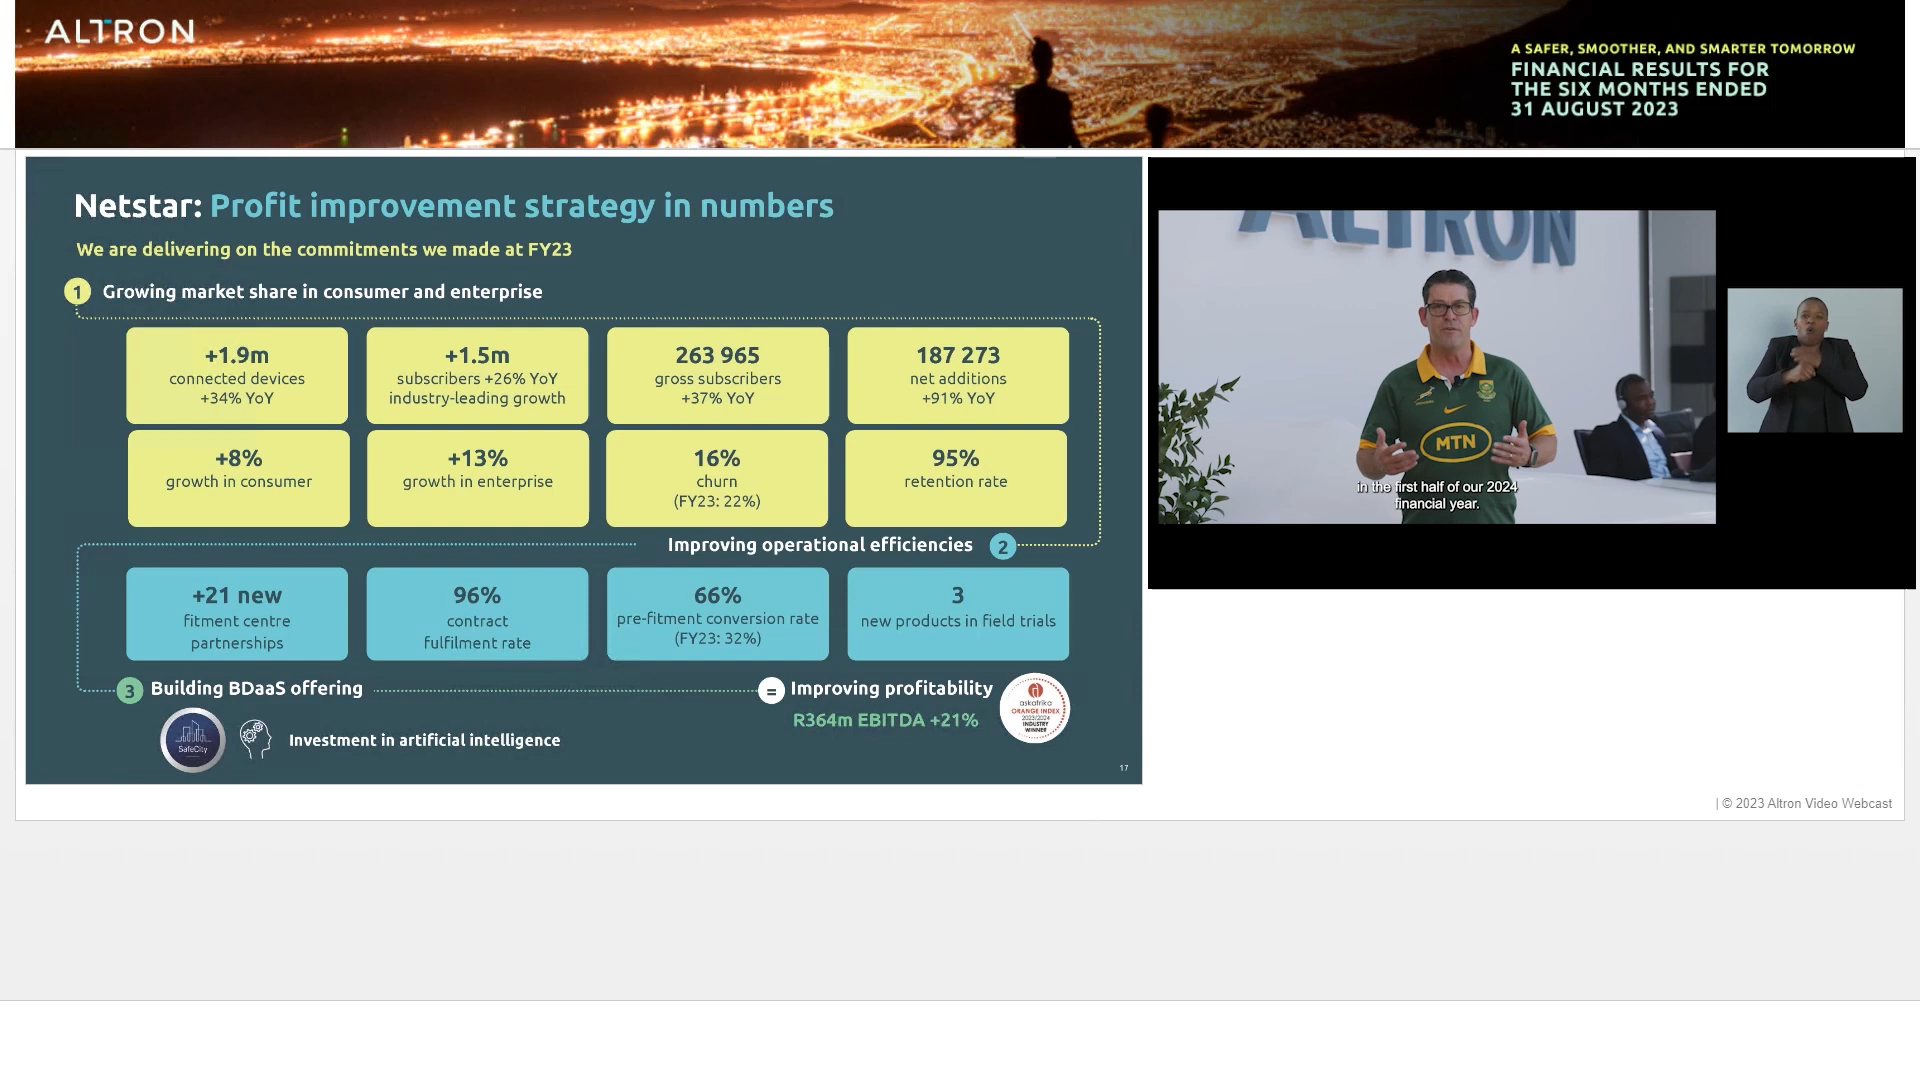 ALTRON
A SAFER, SMOOTHER, AND SMARTER TOMORROW
FINANCIAL RESULTS FOR
THE SIX MONTHS ENDED
31 AUGUST 2023
Netstar: Profit improvement strategy in numbers
We are delivering on the commitments we made at FY23
1 Growing market share in consumer and enterprise
+1.9m
connected devices
+34% YoY
+1.5m
subscribers +26% YoY
industry-leading growth
263 965
gross subscribers
+37% YoY
187 273
net additions
+91% YoY
+8%
growth in consumer
+13%
growth in enterprise
16%
churn
(FY23: 22%)
95%
retention rate
Improving operational efficiencies 2
+21 new
fitment centre
partnerships
96%
contract
fulfilment rate
66%
pre-fitment conversion rate
(FY23: 32%)
3
new products in field trials
3 Building BDaaS offering
= Improving profitability
R364m EBITDA +21%
SafeCity
Investment in artificial intelligence
askafrika
ORANGE INDEX
2023/2024
INDUSTRY
WINNER
17
ALTRON
MTN
in the first half of our 2024
financial year.
| © 2023 Altron Video Webcast